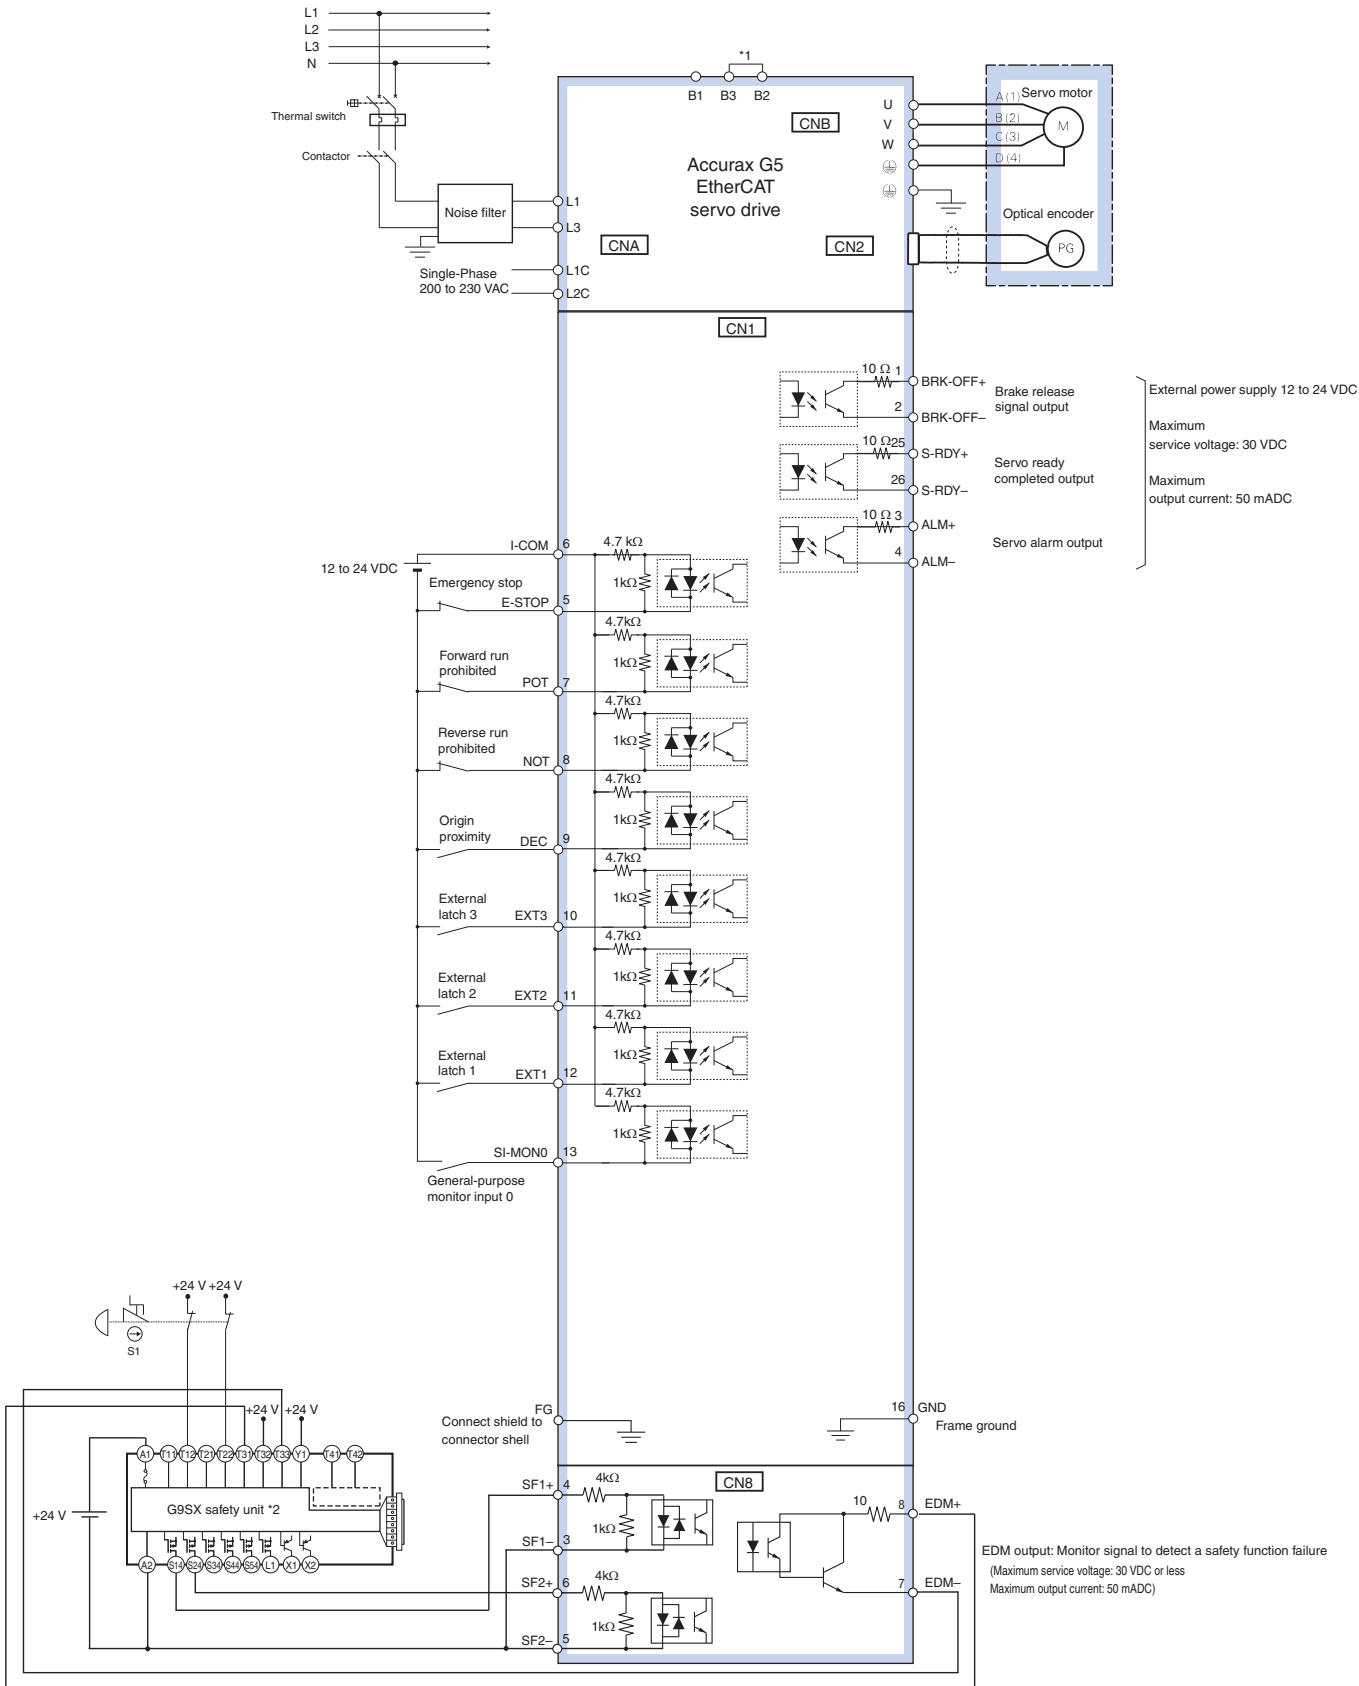 L1
L2
L3
N
*1
B1 B3 B2
Thermal switch
Contactor
Noise filter
L1
L3
CNB
Accurax G5
EtherCAT
servo drive
CNA
CN2
U
V
W
A (1)
B (2)
C (3)
D (4)
Servo motor
M
Optical encoder
PG
Single-Phase
200 to 230 VAC
L1C
L2C
CN1
10 Ω 1
BRK-OFF+
2
BRK-OFF–
Brake release
signal output
10 Ω 25
S-RDY+
26
S-RDY–
Servo ready
completed output
10 Ω 3
ALM+
4
ALM–
Servo alarm output
External power supply 12 to 24 VDC
Maximum
service voltage: 30 VDC
Maximum
output current: 50 mADC
12 to 24 VDC
I-COM 6
4.7 kΩ
1kΩ
Emergency stop
E-STOP 5
4.7kΩ
1kΩ
Forward run
prohibited
POT 7
4.7kΩ
1kΩ
Reverse run
prohibited
NOT 8
4.7kΩ
1kΩ
Origin
proximity
DEC 9
4.7kΩ
1kΩ
External
latch 3
EXT3 10
4.7kΩ
1kΩ
External
latch 2
EXT2 11
4.7kΩ
1kΩ
External
latch 1
EXT1 12
4.7kΩ
1kΩ
SI-MON0 13
General-purpose
monitor input 0
+24 V +24 V
S1
+24 V +24 V
FG
Connect shield to
connector shell
16 GND
Frame ground
A1 T11 T12 T21 T22 T31 T32 T33 Y1 T41 T42
+24 V
G9SX safety unit *2
A2 S14 S24 S34 S44 S54 L1 X1 X2
CN8
SF1+ 4
4kΩ
1kΩ
SF1– 3
SF2+ 6
4kΩ
1kΩ
SF2– 5
10
8 EDM+
7 EDM–
EDM output: Monitor signal to detect a safety function failure
(Maximum service voltage: 30 VDC or less
Maximum output current: 50 mADC)